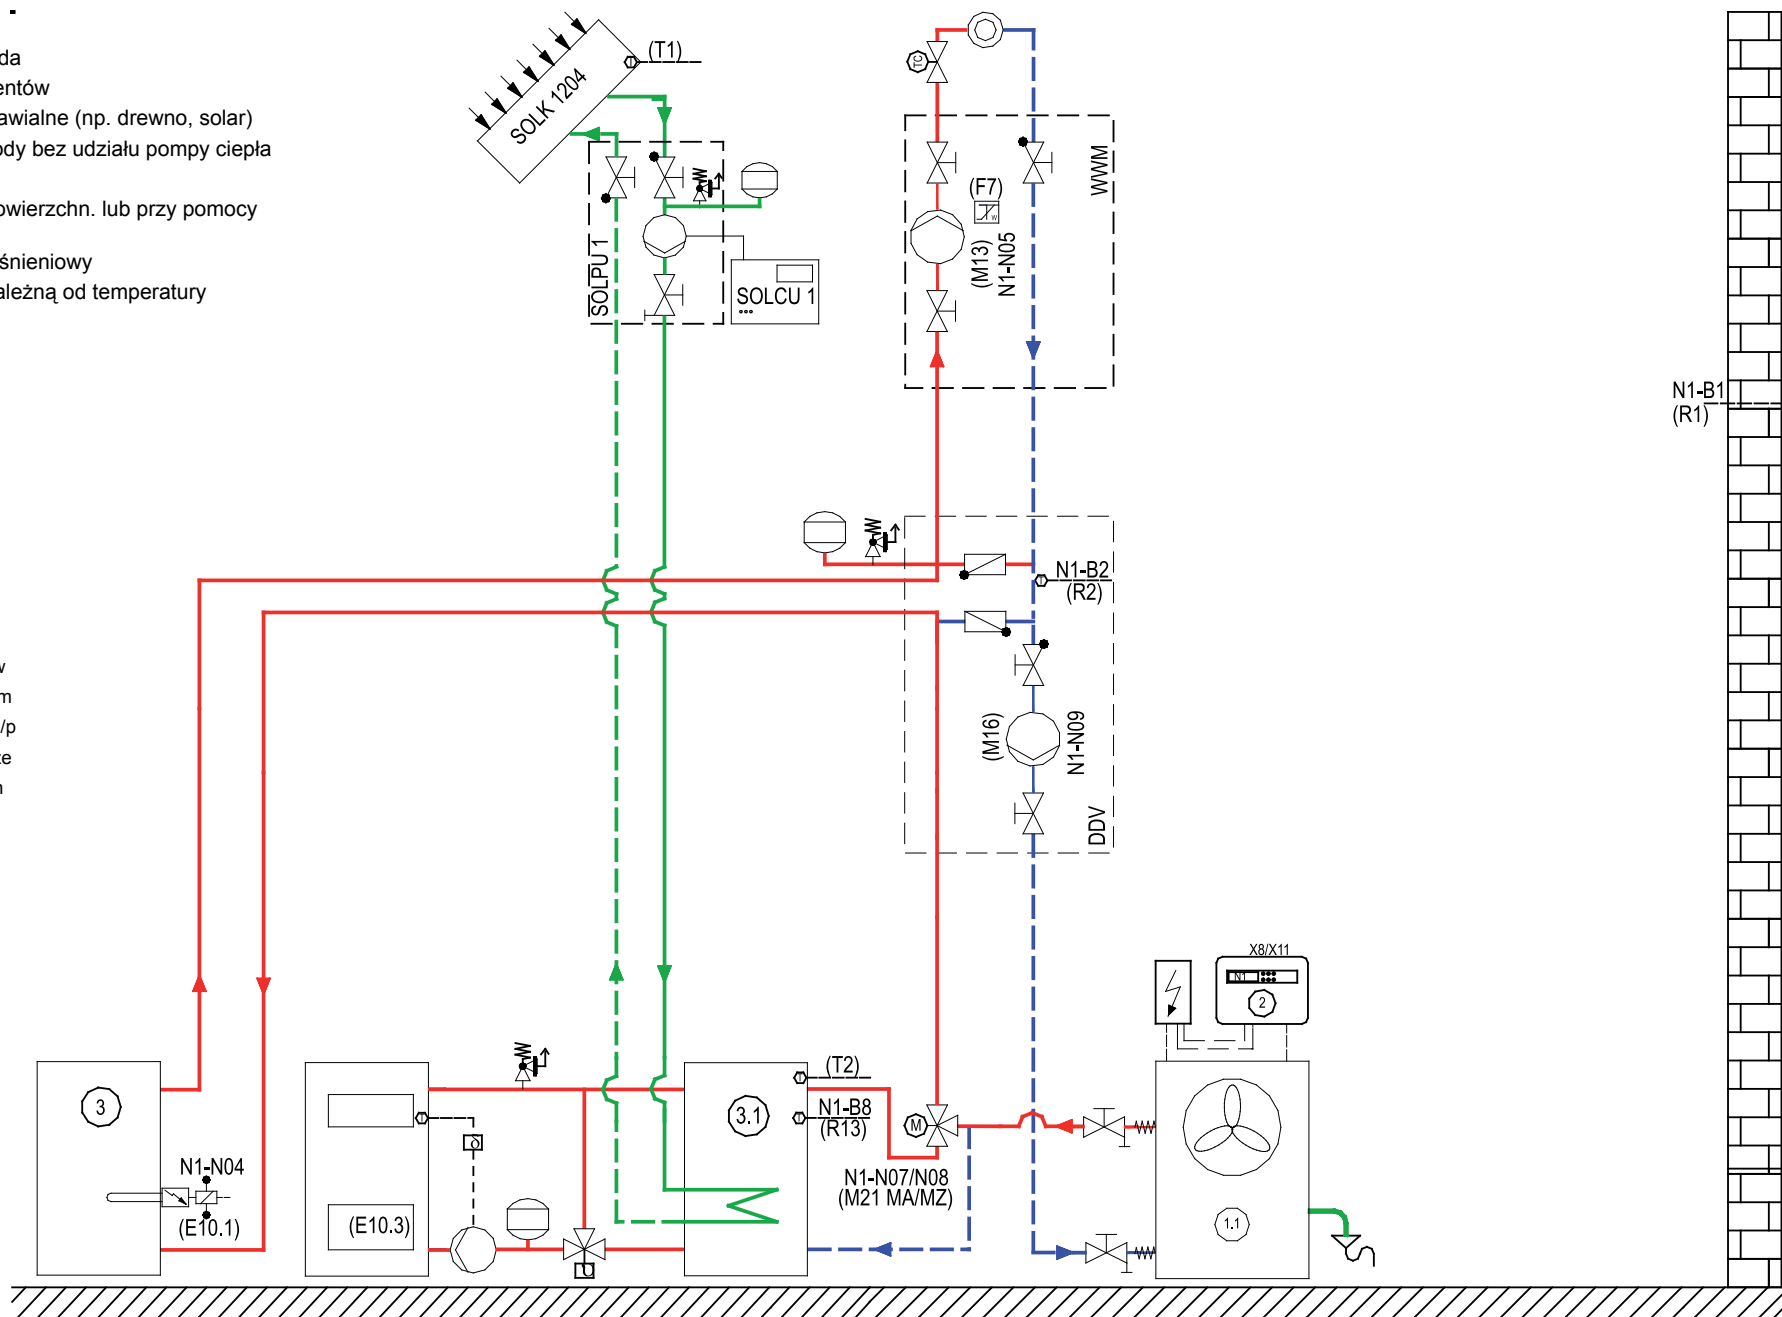 da
entów
awialne (np. drewno, solar)
ody bez udziału pompy ciepła
owierzchn. lub przy pomocy
śnieniowy
ależną od temperatury
w
m
/p
te
n
(T1)
SOLK 1204
SOLPU 1
SOLCU 1
TC
WWM
(F7)
W
(M13)
N1-N05
N1-B1
(R1)
T
N1-B2
(R2)
(M16)
N1-N09
DDV
X8/X11
N1
2
3
N1-N04
(E10.1)
(E10.3)
3.1
T
(T2)
T
N1-B8
(R13)
M
N1-N07/N08
(M21 MA/MZ)
1.1